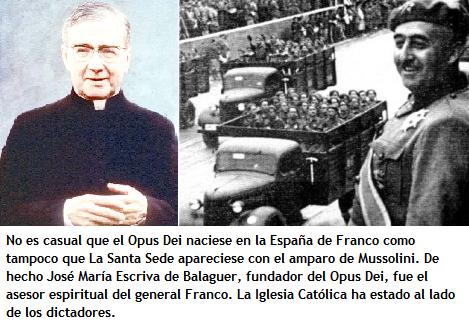 No es casual que el Opus Dei naciese en la España de Franco como
tampoco que La Santa Sede apareciese con el amparo de Mussolini. De
hecho José María Escriva de Balaguer, fundador del Opus Dei, fue el
asesor espiritual del general Franco. La Iglesia Católica ha estado al lado
de los dictadores.